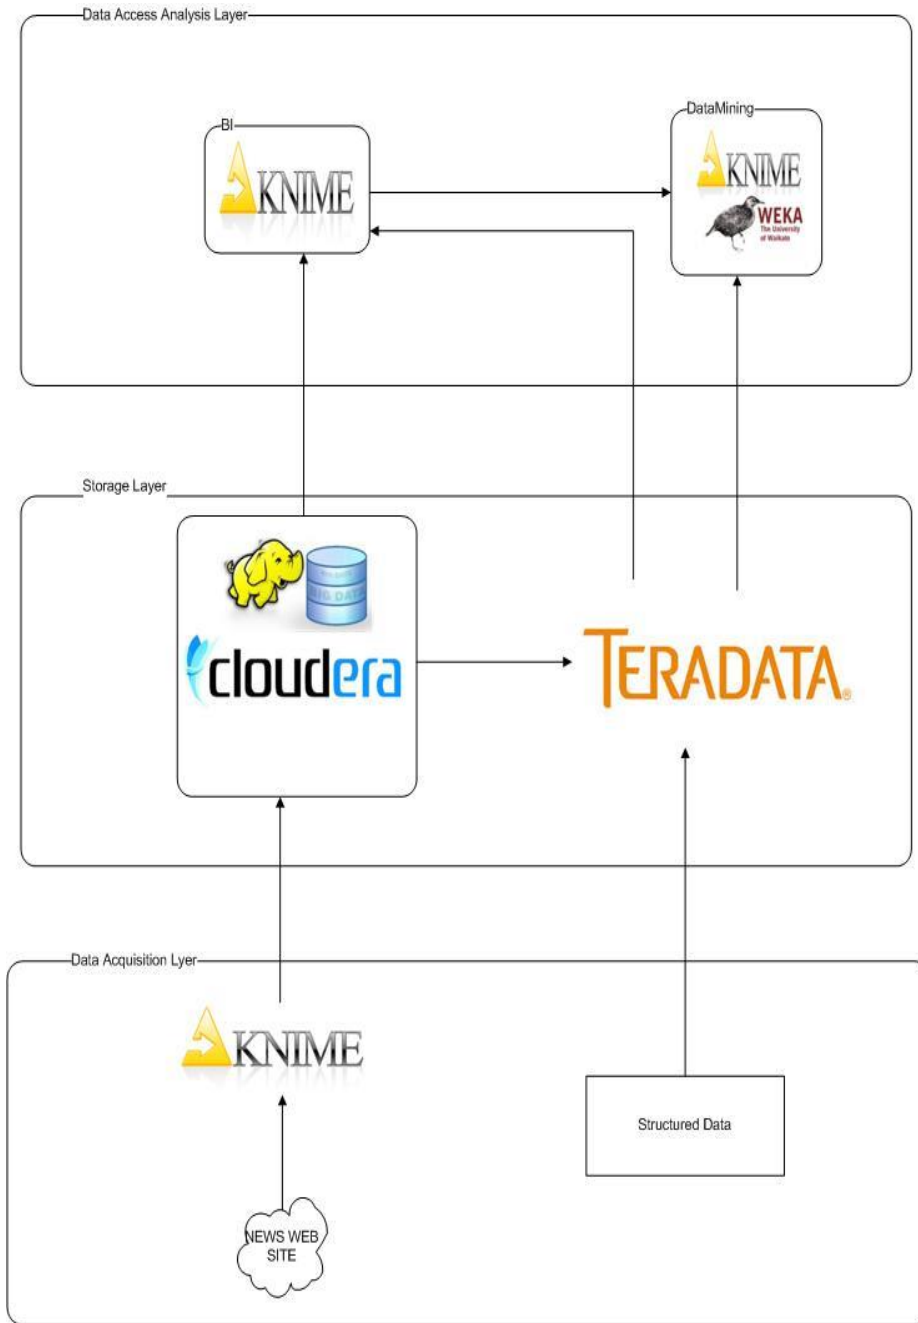 Data Access Analysis Layer
BI
KNIME
DataMining
KNIME
WEKA
The University
of Waikato
Storage Layer
BIG DATA
cloudera
TERADATA®
Data Acquisition Lyer
KNIME
Structured Data
NEWS WEB
SITE